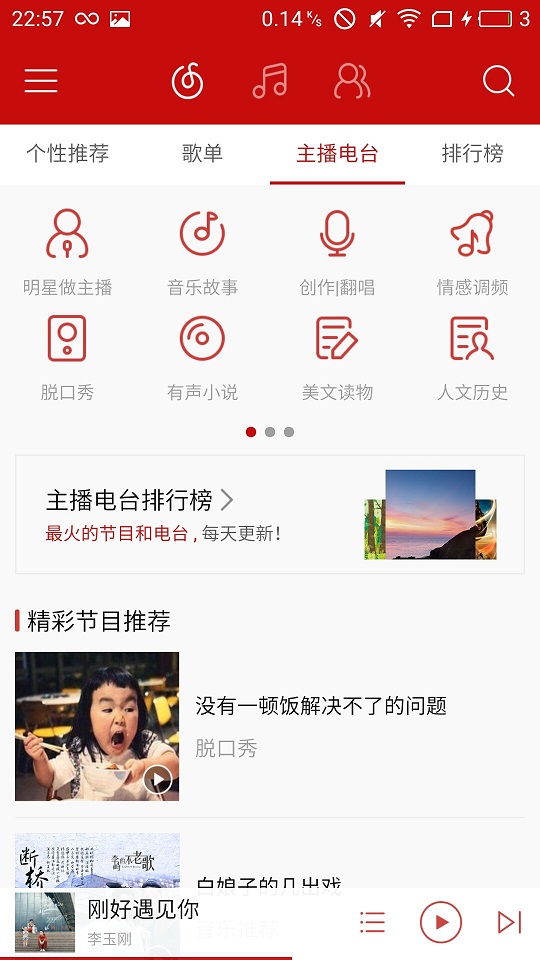 22:57 0.14 K/s 3
个性推荐 歌单 主播电台 排行榜
明星做主播 音乐故事 创作|翻唱 情感调频
脱口秀 有声小说 美文读物 人文历史
主播电台排行榜
最火的节目和电台 , 每天更新!
精彩节目推荐
没有一顿饭解决不了的问题
脱口秀
断桥
白娘子的几出戏
音乐推荐
刚好遇见你
李玉刚